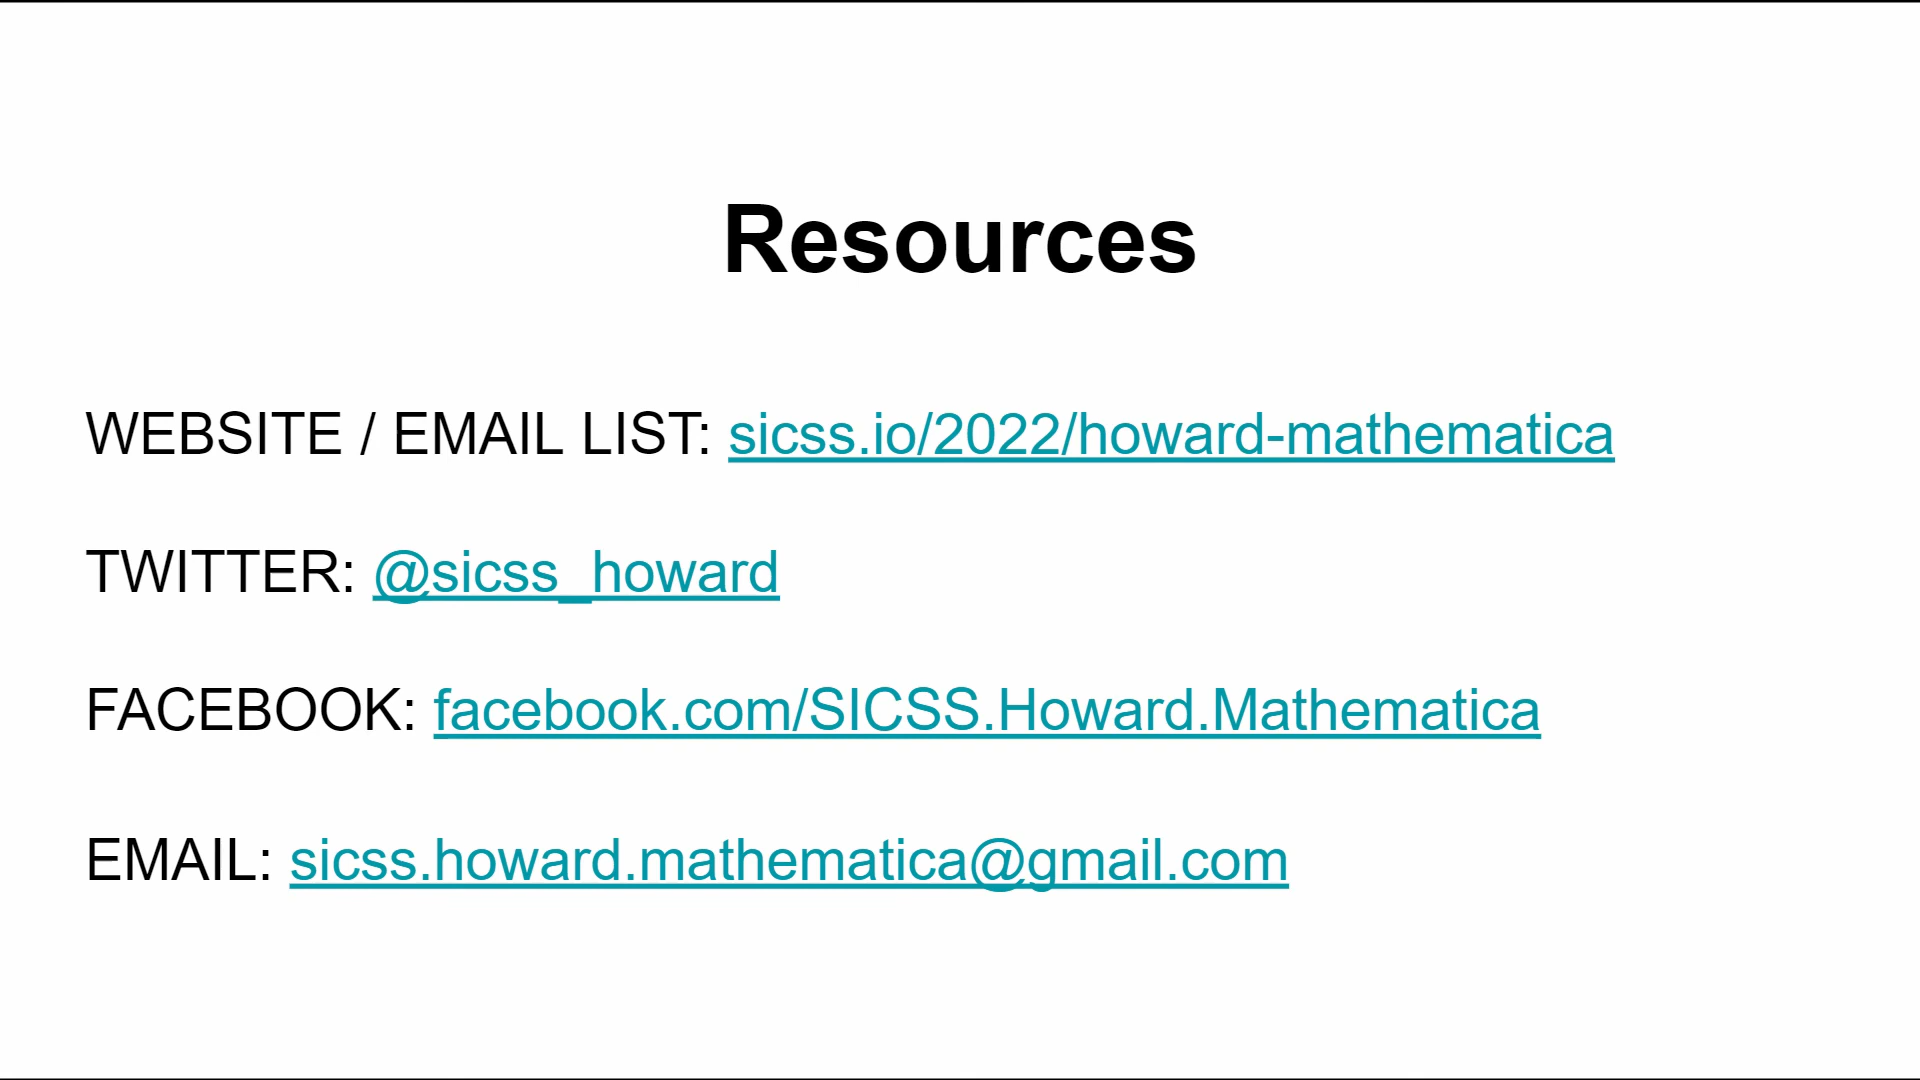 Resources
WEBSITE / EMAIL LIST: sicss.io/2022/howard-mathematica
TWITTER: @sicss_howard
FACEBOOK: facebook.com/SICSS.Howard.Mathematica
EMAIL: sicss.howard.mathematica@gmail.com